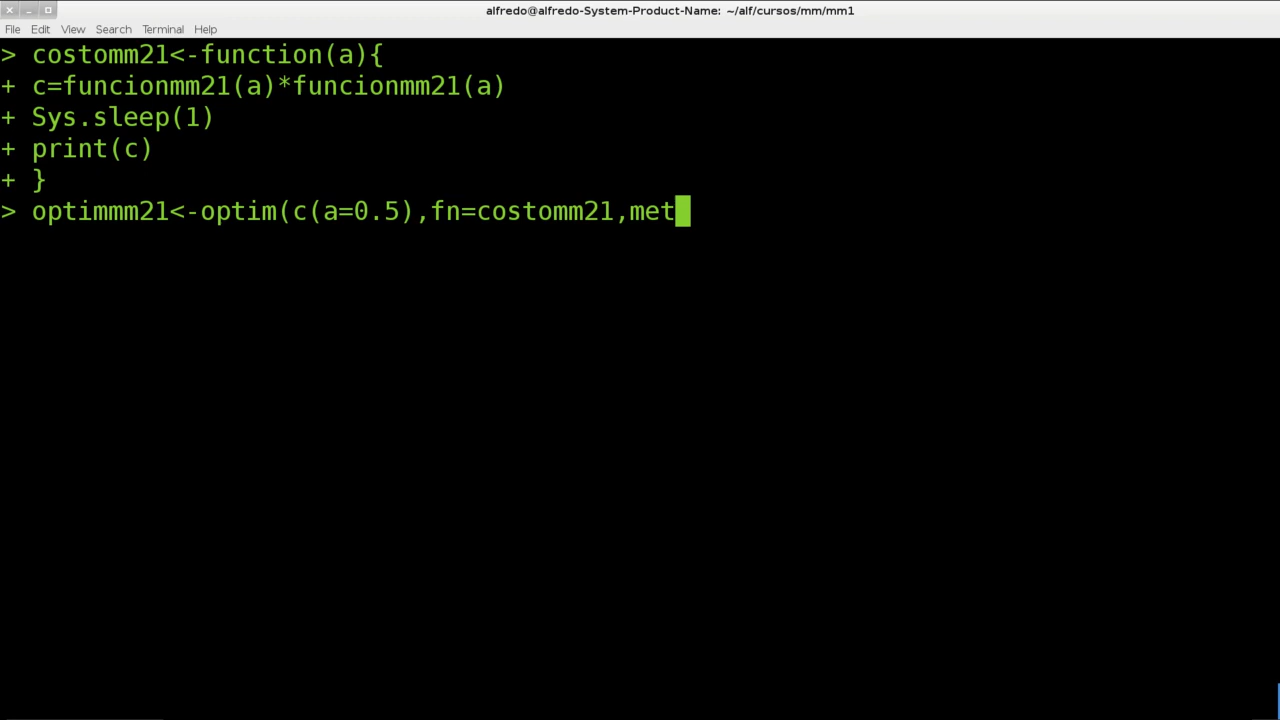 alfredo@alfredo-System-Product-Name: ~/alf/cursos/mm/mm1
File Edit View Search Terminal Help
> costomm21<-function(a){
+ c=funcionmm21(a)*funcionmm21(a)
+ Sys.sleep(1)
+ print(c)
+ }
> optimmm21<-optim(c(a=0.5),fn=costomm21,met